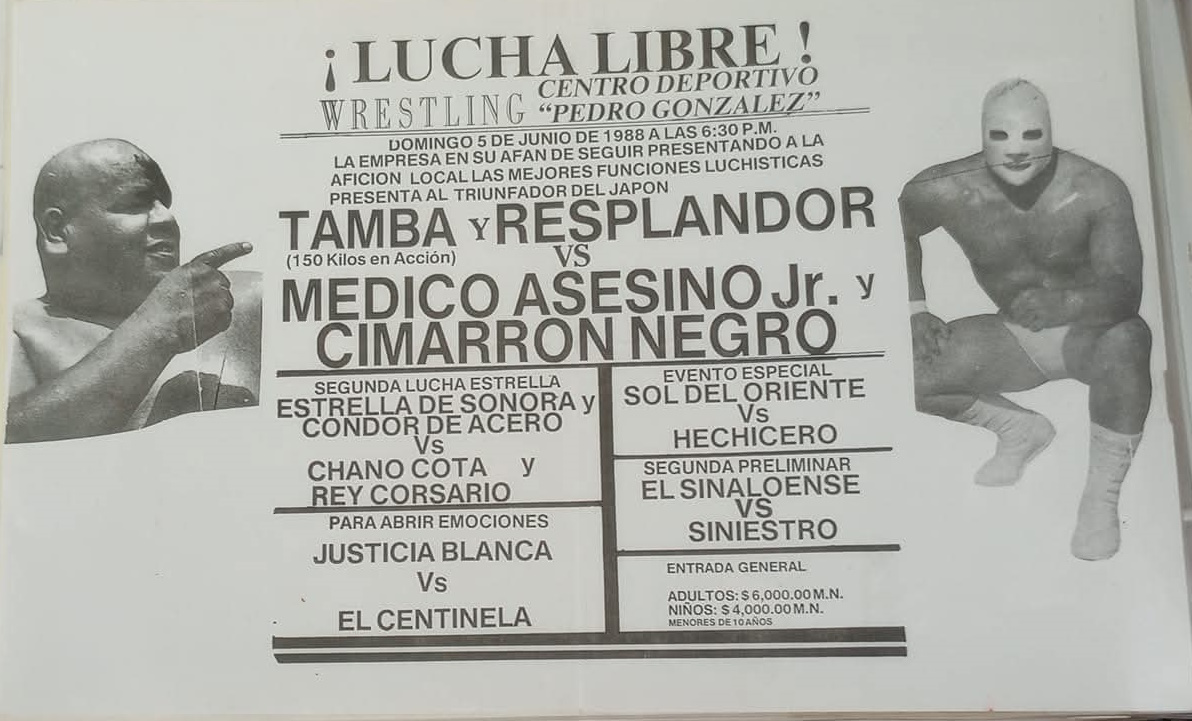 ¡LUCHA LIBRE!
WRESTLING CENTRO DEPORTIVO
"PEDRO GONZALEZ"
DOMINGO 5 DE JUNIO DE 1988 A LAS 6:30 P.M.
LA EMPRESA EN SU AFAN DE SEGUIR PRESENTANDO A LA
AFICION LOCAL LAS MEJORES FUNCIONES LUCHISTICAS
PRESENTA AL TRIUNFADOR DEL JAPON
TAMBA Y RESPLANDOR
(150 Kilos en Acción)
VS
MEDICO ASESINO Jr. y
CIMARRON NEGRO
SEGUNDA LUCHA ESTRELLA
ESTRELLA DE SONORA y
CONDOR DE ACERO
Vs
CHANO COTA y
REY CORSARIO
PARA ABRIR EMOCIONES
JUSTICIA BLANCA
Vs
EL CENTINELA
EVENTO ESPECIAL
SOL DEL ORIENTE
Vs
HECHICERO
SEGUNDA PRELIMINAR
EL SINALOENSE
VS
SINIESTRO
ENTRADA GENERAL
ADULTOS: $6,000.00 M.N.
NIÑOS: $4,000.00 M.N.
MENORES DE 10 AÑOS